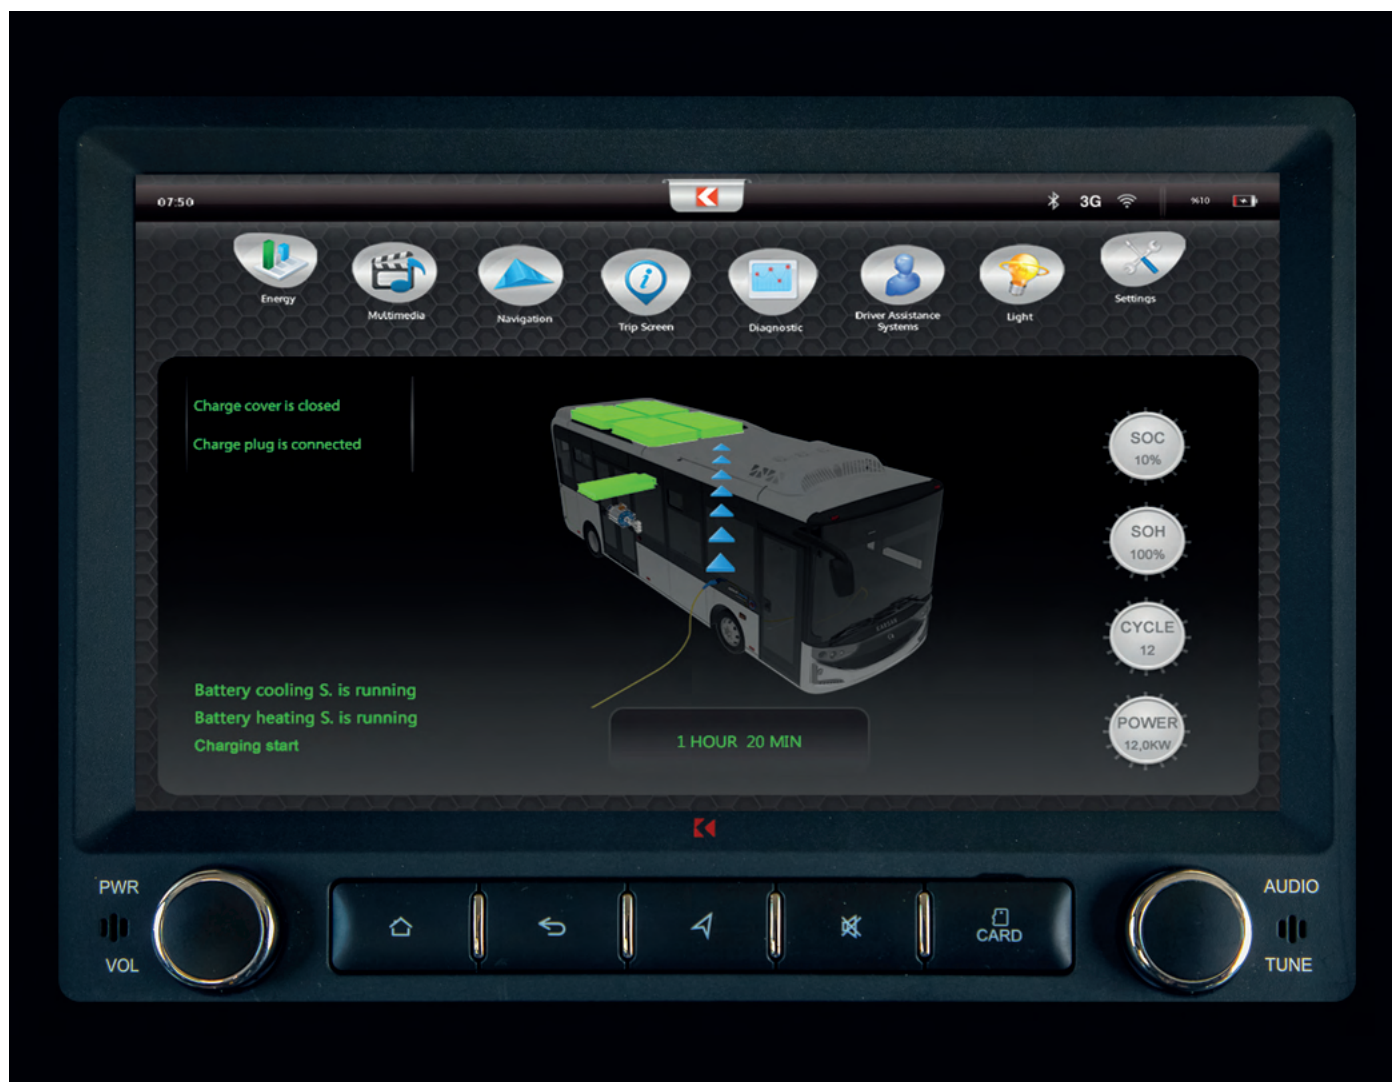 07:50
3G
%10
Energy
Multimedia
Navigation
Trip Screen
Diagnostic
Driver Assistance
Systems
Light
Settings
Charge cover is closed
Charge plug is connected
SOC
10%
SOH
100%
CYCLE
12
POWER
12,0KW
KARSAN
Battery cooling S. is running
Battery heating S. is running
Charging start
1 HOUR 20 MIN
PWR
VOL
CARD
AUDIO
TUNE